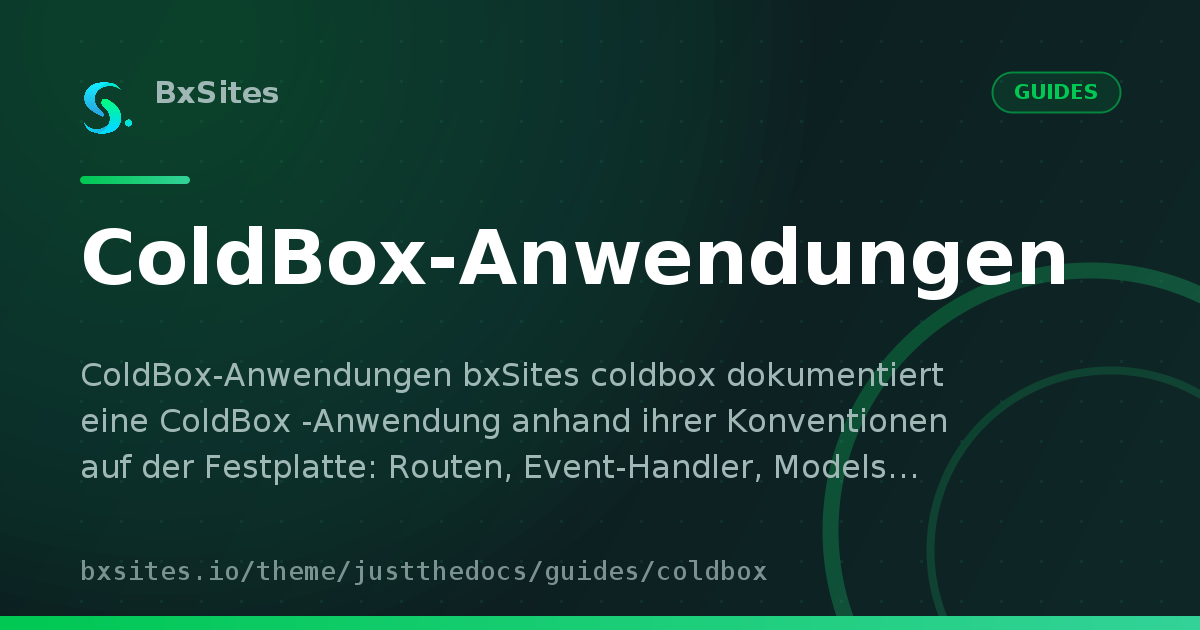 BxSites
GUIDES
ColdBox-Anwendungen
ColdBox-Anwendungen bxSites coldbox dokumentiert
eine ColdBox -Anwendung anhand ihrer Konventionen
auf der Festplatte: Routen, Event-Handler, Models…
bxsites.io/theme/justthedocs/guides/coldbox